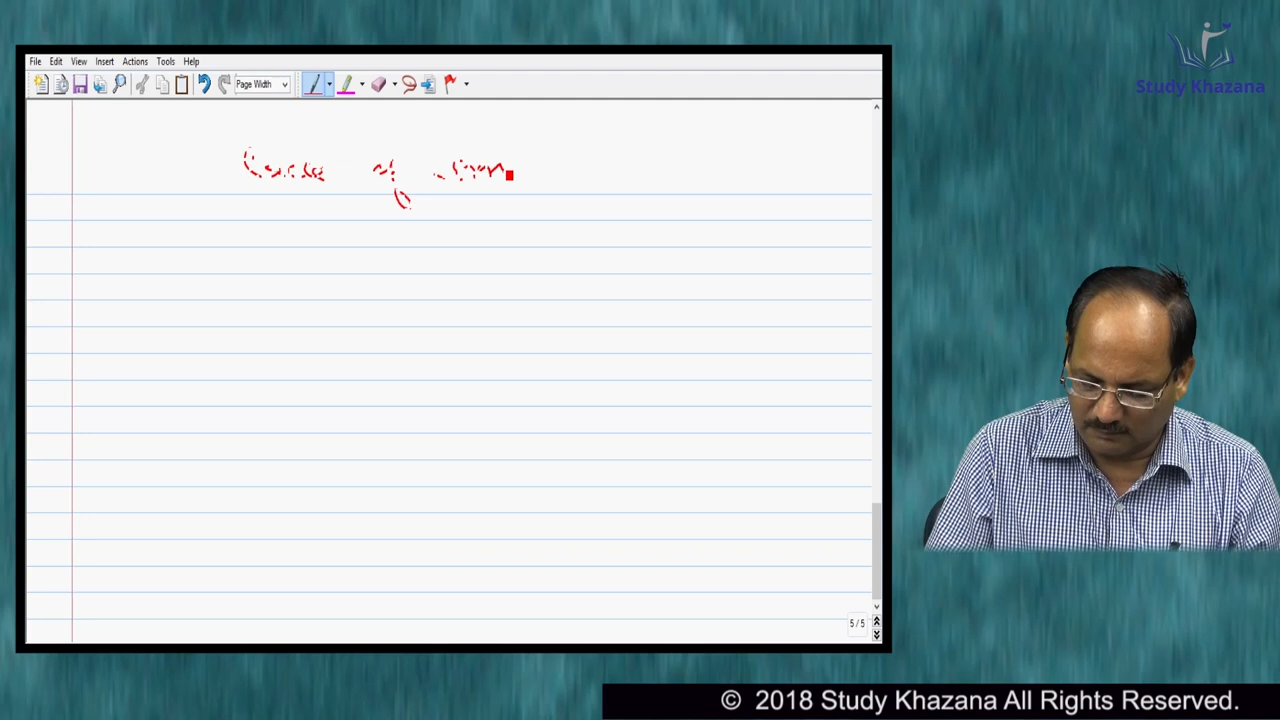 Study Khazana
File Edit View Insert Actions Tools Help
Page Width
of
5/5
© 2018 Study Khazana All Rights Reserved.